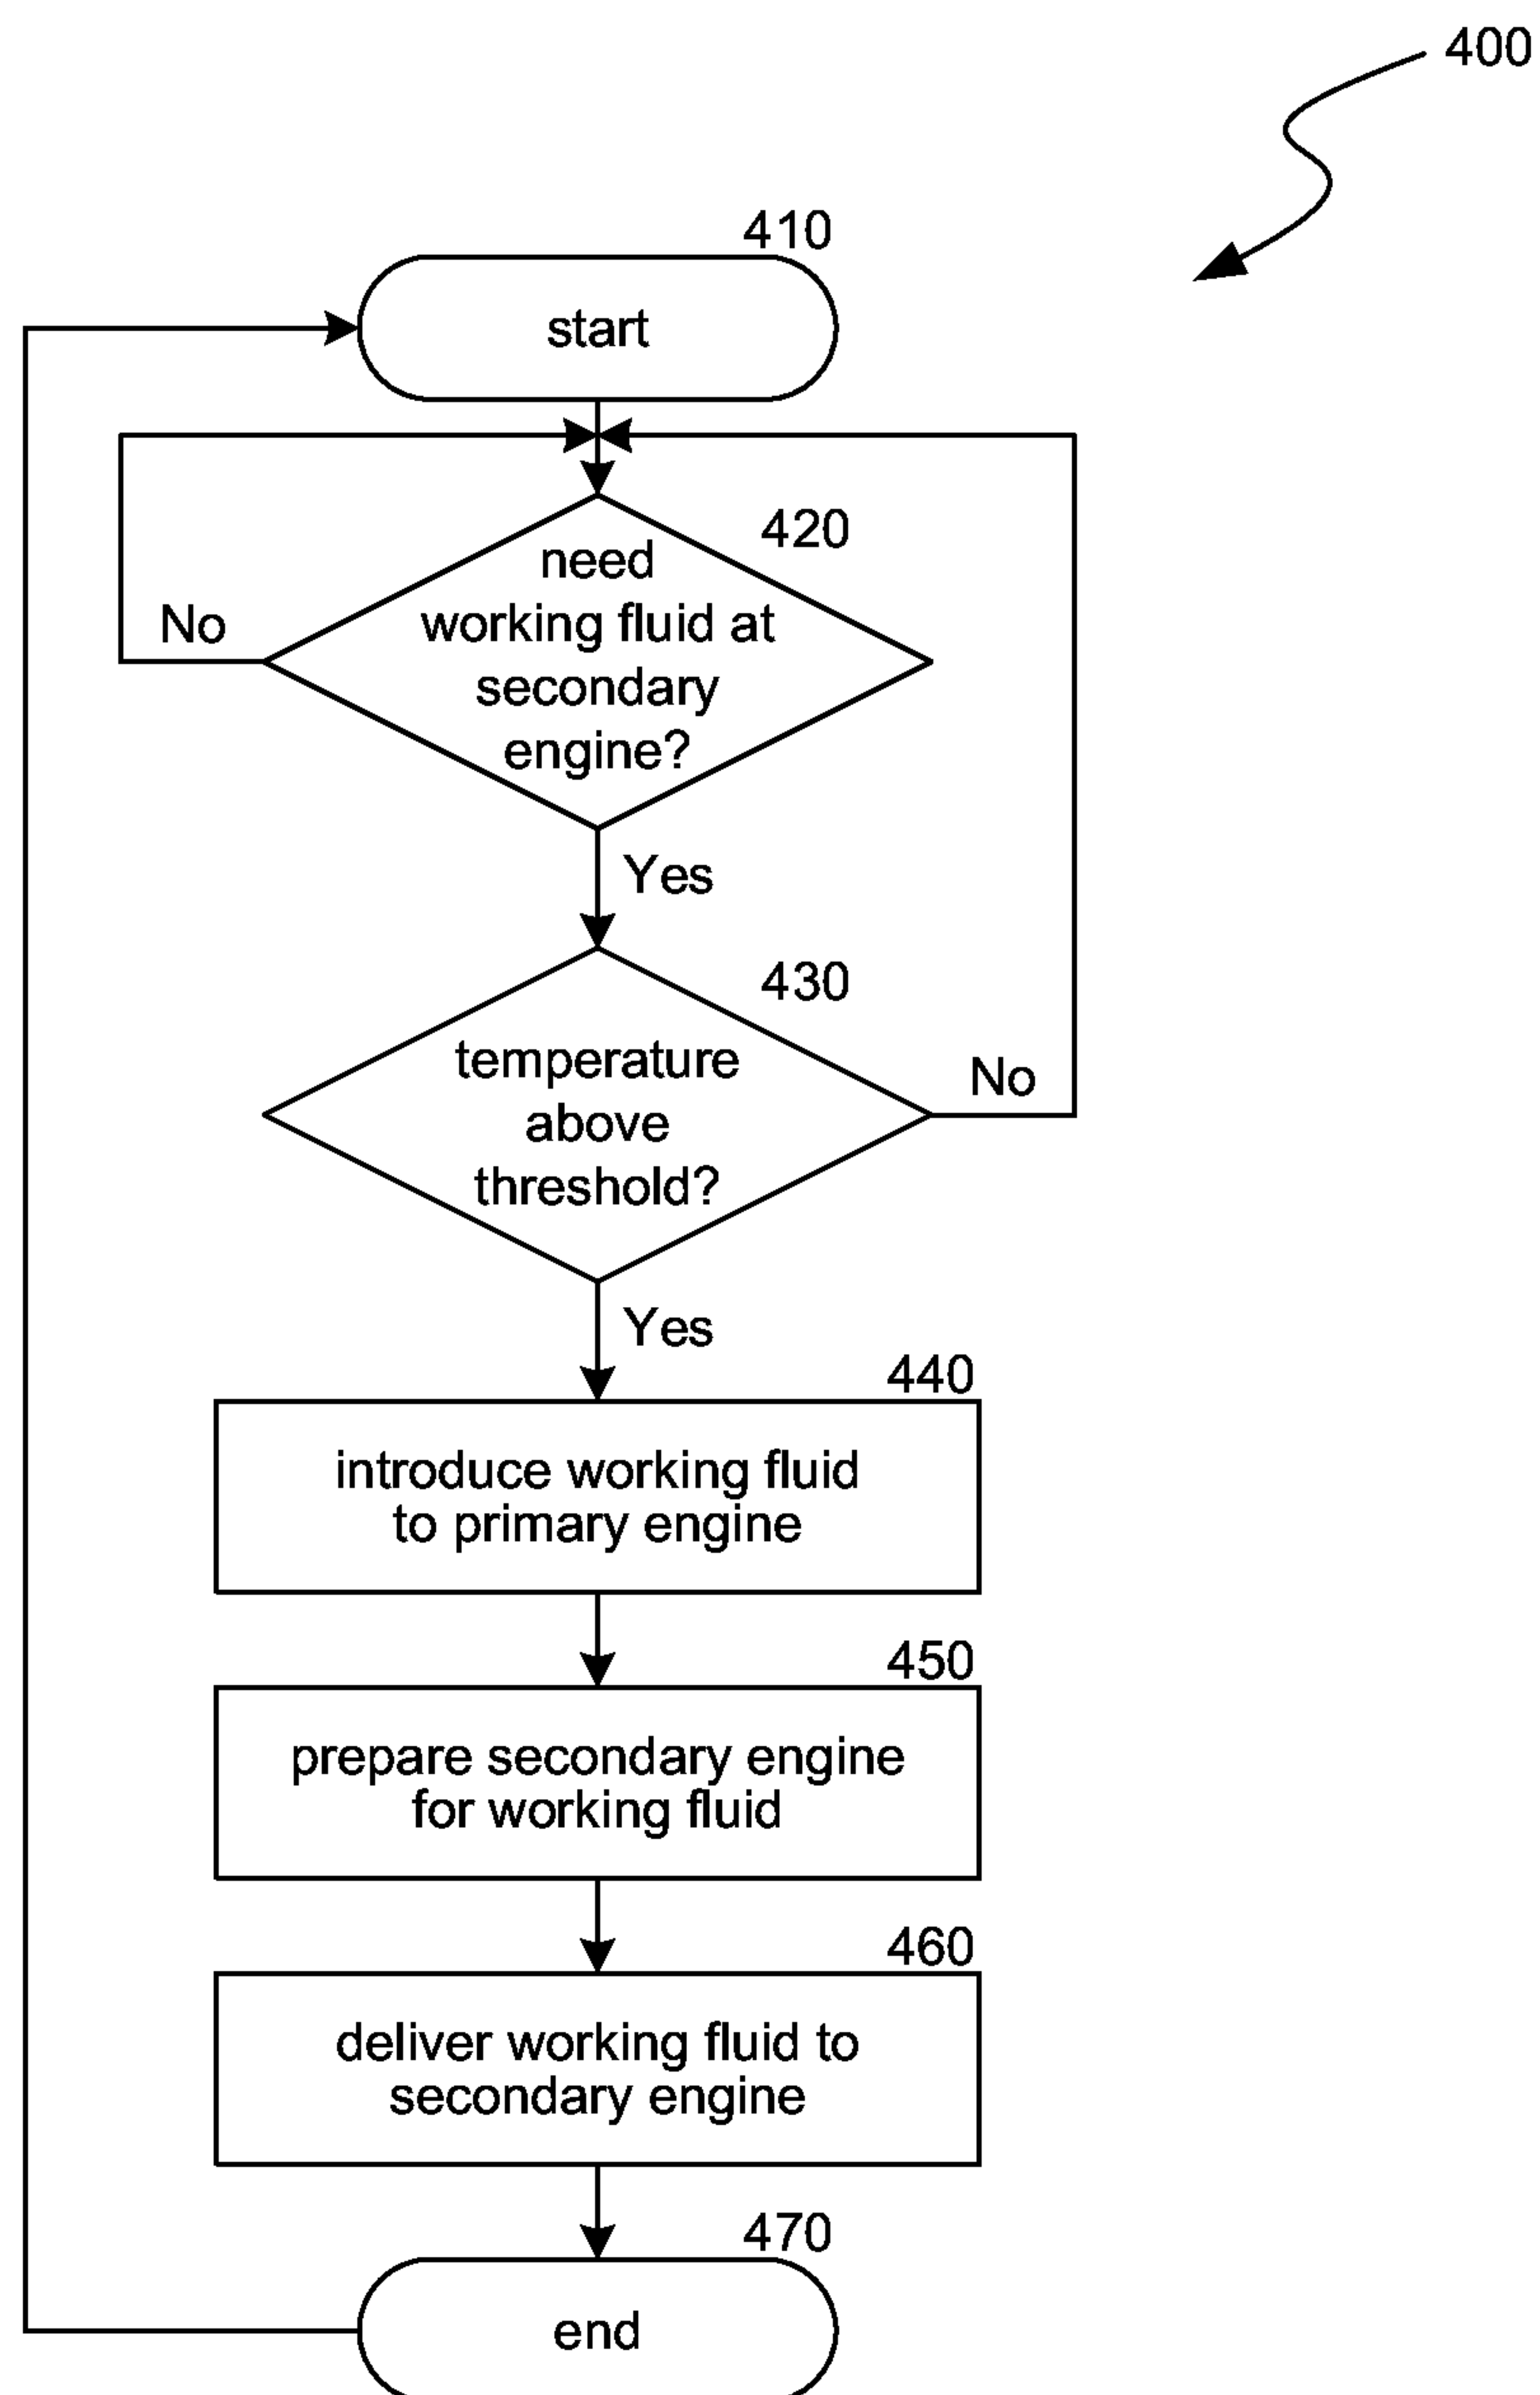 400
410
start
420
need
working fluid at
secondary
engine?
No
Yes
430
temperature
above
threshold?
No
Yes
440
introduce working fluid
to primary engine
450
prepare secondary engine
for working fluid
460
deliver working fluid to
secondary engine
470
end